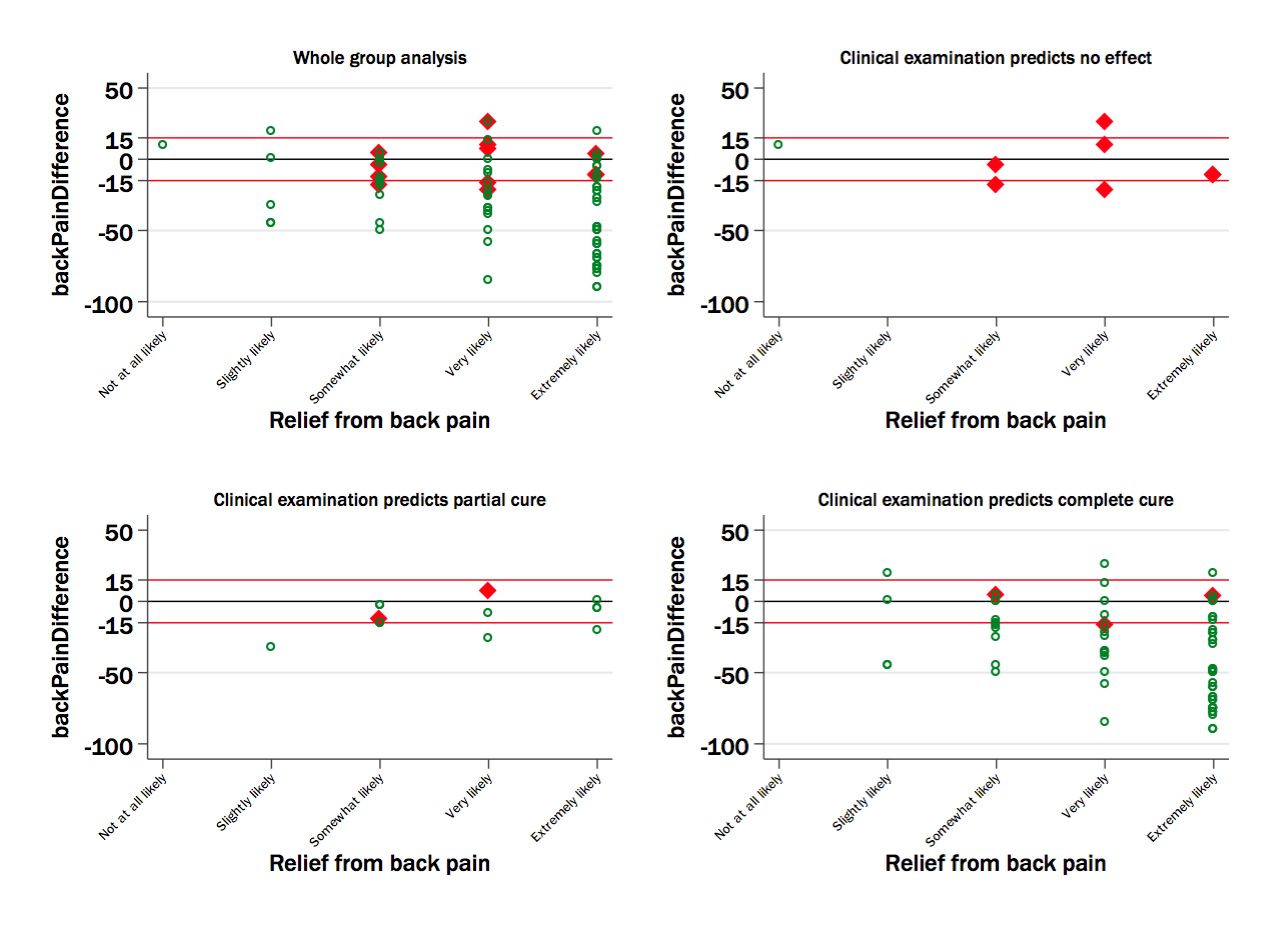 Whole group analysis
backPainDifference
50
15
0
-15
-50
-100
Not at all likely
Slightly likely
Somewhat likely
Very likely
Extremely likely
Relief from back pain
Clinical examination predicts no effect
backPainDifference
50
15
0
-15
-50
-100
Not at all likely
Slightly likely
Somewhat likely
Very likely
Extremely likely
Relief from back pain
Clinical examination predicts partial cure
backPainDifference
50
15
0
-15
-50
-100
Not at all likely
Slightly likely
Somewhat likely
Very likely
Extremely likely
Relief from back pain
Clinical examination predicts complete cure
backPainDifference
50
15
0
-15
-50
-100
Not at all likely
Slightly likely
Somewhat likely
Very likely
Extremely likely
Relief from back pain